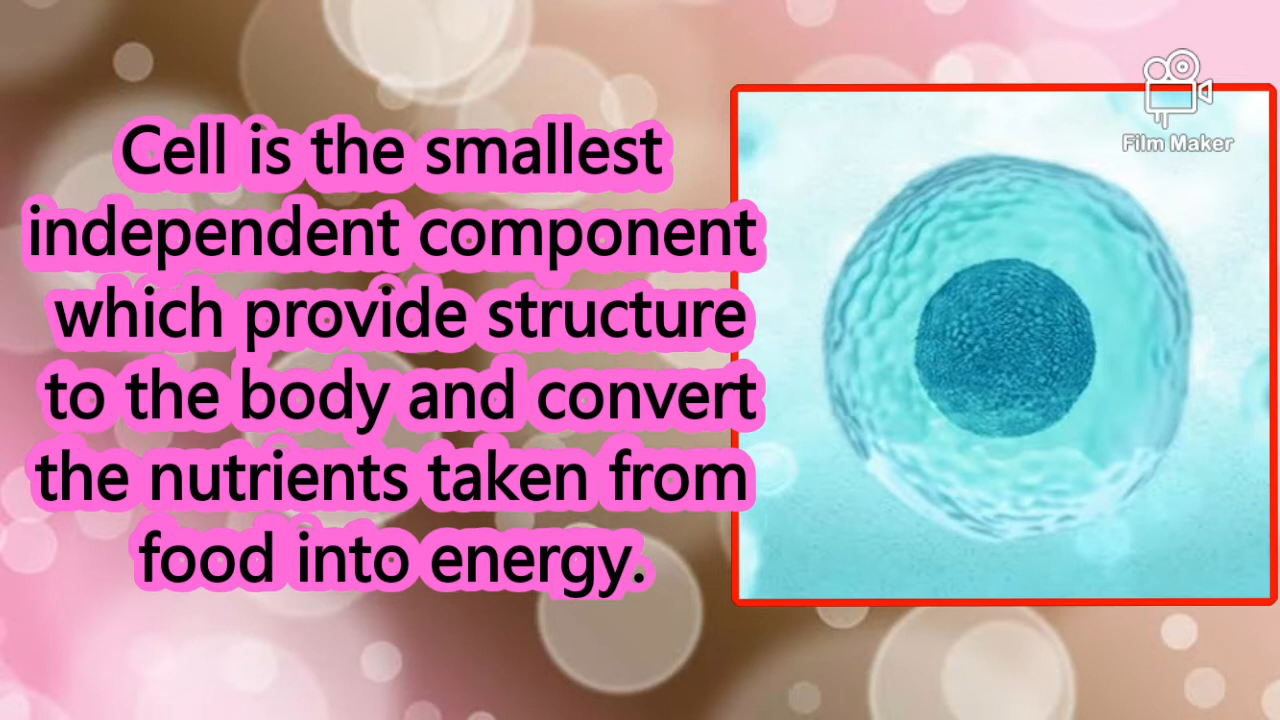 Cell is the smallest
independent component
which provide structure
to the body and convert
the nutrients taken from
food into energy.
Film Maker